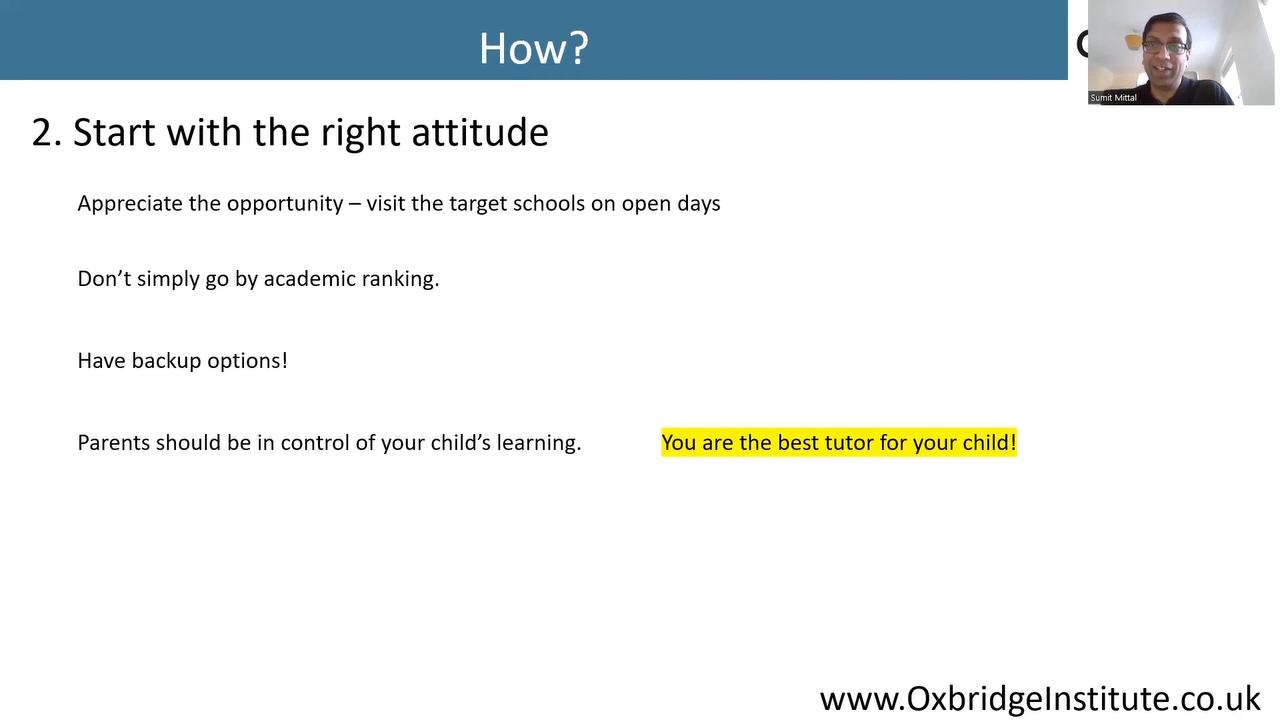 How?
Sumit Mittal
2. Start with the right attitude
Appreciate the opportunity – visit the target schools on open days
Don’t simply go by academic ranking.
Have backup options!
Parents should be in control of your child’s learning. You are the best tutor for your child!
www.OxbridgeInstitute.co.uk